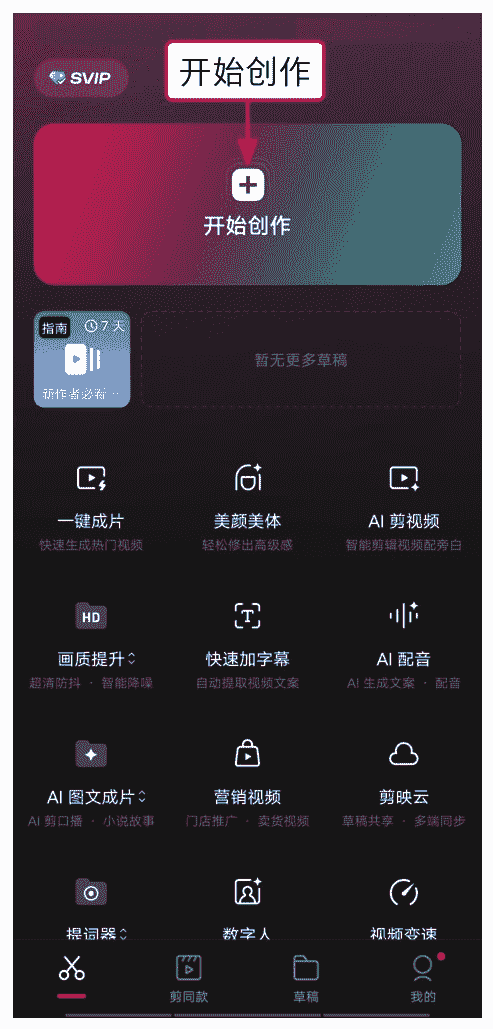 SVIP
开始创作
开始创作
指南
7 天
新作者必看…
暂无更多草稿
一键成片
美颜美体
AI 剪视频
快速生成热门视频
轻松修出高级感
智能剪辑视频配旁白
HD
画质提升
快速加字幕
AI 配音
超清防抖 · 智能降噪
自动提取视频文案
AI 生成文案 · 配音
AI 图文成片
营销视频
剪映云
AI 剪口播 · 小说故事
门店推广 · 卖货视频
草稿共享 · 多端同步
提词器
数字人
视频变速
剪同款
草稿
我的